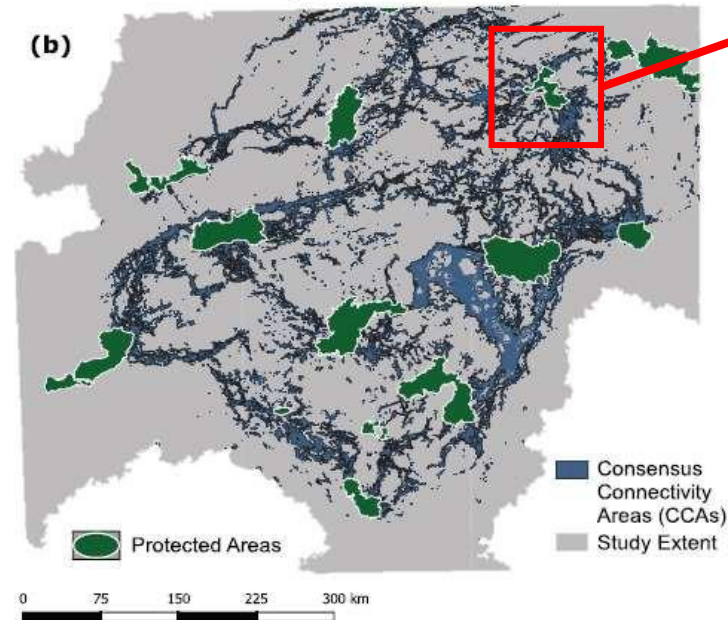 (b)
Consensus
Connectivity
Areas (CCAs)
Study Extent
Protected Areas
0 75 150 225 300 km